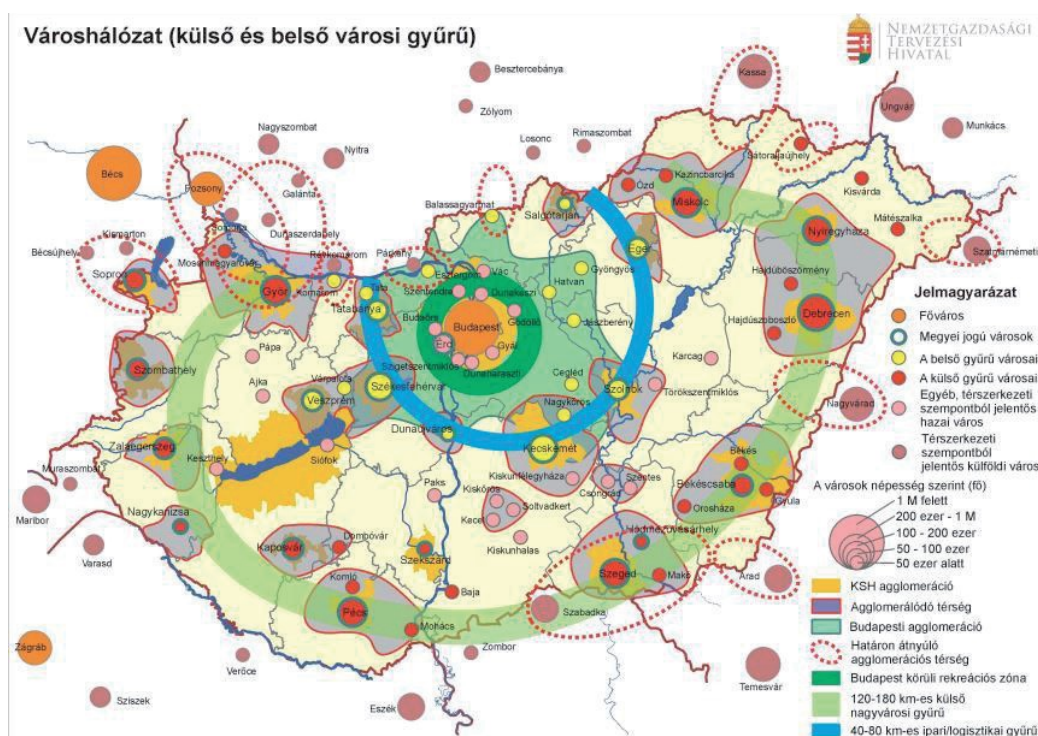 Városhálózat (külső és belső városi gyűrű)
NEMZETGAZDASÁGI
TERVEZÉSI
HIVATAL
Besztercebánya
Kassa
Zólyom
Ungvár
Munkács
Nagyszombat
Nyitra
Losonc
Rimaszombat
Sátoraljaújhely
Bécs
Pozsony
Galánta
Kazincbarcika
Ózd
Kisvárda
Balassagyarmat
Salgótarján
Miskolc
Mátészalka
Somorja
Dunaszerdahely
Nyíregyháza
Kismarton
Bécsújhely
Mosonmagyaróvár
Révkomárom
Párkány
Eger
Szatmárnémeti
Sopron
Esztergom
Vác
Gyöngyös
Hajdúböszörmény
Győr
Komárom
Tata
Szentendre
Dunakeszi
Hatvan
Tatabánya
Budaörs
Budapest
Gödöllő
Debrecen
Jászberény
Hajdúszoboszló
Érd
Gyál
Pápa
Szigetszentmiklós
Dunaharaszti
Karcag
Szombathely
Ajka
Várpalota
Székesfehérvár
Cegléd
Szolnok
Törökszentmiklós
Nagyvárad
Veszprém
Nagykőrös
Dunaújváros
Zalaegerszeg
Kecskemét
Békés
Keszthely
Siófok
Muraszombat
Kiskunfélegyháza
Szentes
Békéscsaba
Paks
Kiskőrös
Csongrád
Gyula
Maribor
Nagykanizsa
Soltvadkert
Orosháza
Kecel
Dombóvár
Hódmezővásárhely
Varasd
Kaposvár
Szekszárd
Kiskunhalas
Komló
Szeged
Makó
Arad
Baja
Pécs
Szabadka
Mohács
Zágráb
Verőce
Zombor
Temesvár
Sziszek
Eszék
Jelmagyarázat
Főváros
Megyei jogú városok
A belső gyűrű városai
A külső gyűrű városai
Egyéb, térszerkezeti
szempontból jelentős
hazai város
Térszerkezeti
szempontból
jelentős külföldi város
A városok népesség szerint (fő)
1 M felett
200 ezer - 1 M
100 - 200 ezer
50 - 100 ezer
50 ezer alatt
KSH agglomeráció
Agglomerálódó térség
Budapesti agglomeráció
Határon átnyúló
agglomerációs térség
Budapest körüli rekreációs zóna
120-180 km-es külső
nagyvárosi gyűrű
40-80 km-es ipari/logisztikai gyűrű